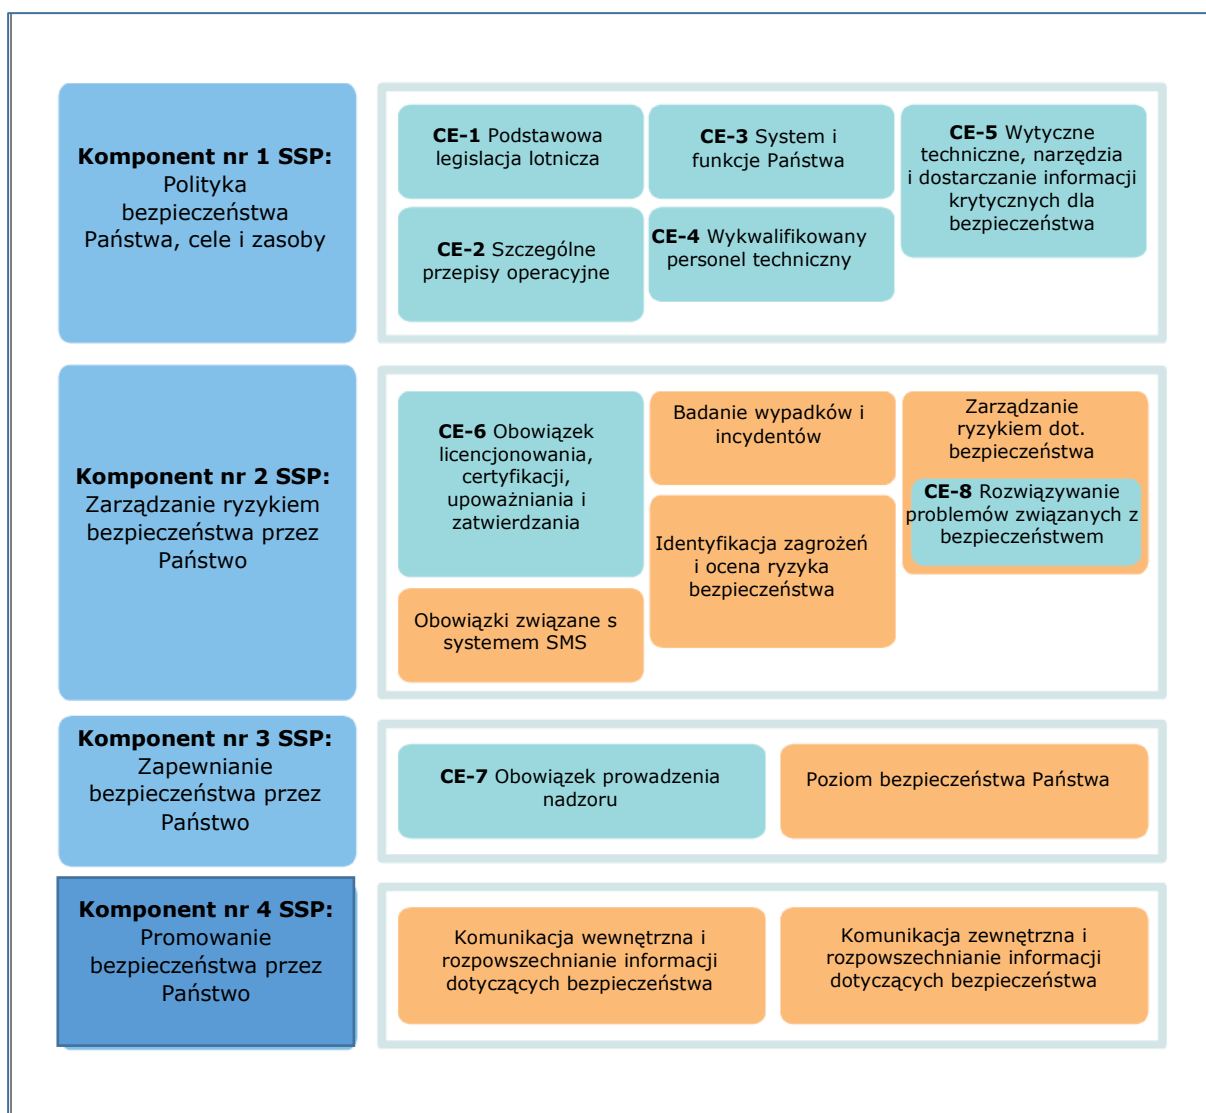 Komponent nr 1 SSP:
Polityka
bezpieczeństwa
Państwa, cele i zasoby
CE-1 Podstawowa
legislacja lotnicza
CE-2 Szczególne
przepisy operacyjne
CE-3 System i
funkcje Państwa
CE-4 Wykwalifikowany
personel techniczny
CE-5 Wytyczne
techniczne, narzędzia
i dostarczanie informacji
krytycznych dla
bezpieczeństwa
Komponent nr 2 SSP:
Zarządzanie ryzykiem
bezpieczeństwa przez
Państwo
CE-6 Obowiązek
licencjonowania,
certyfikacji,
upoważniania i
zatwierdzania
Obowiązki związane s
systemem SMS
Badanie wypadków i
incydentów
Identyfikacja zagrożeń
i ocena ryzyka
bezpieczeństwa
Zarządzanie
ryzykiem dot.
bezpieczeństwa
CE-8 Rozwiązywanie
problemów związanych z
bezpieczeństwem
Komponent nr 3 SSP:
Zapewnianie
bezpieczeństwa przez
Państwo
CE-7 Obowiązek prowadzenia
nadzoru
Poziom bezpieczeństwa Państwa
Komponent nr 4 SSP:
Promowanie
bezpieczeństwa przez
Państwo
Komunikacja wewnętrzna i
rozpowszechnianie informacji
dotyczących bezpieczeństwa
Komunikacja zewnętrzna i
rozpowszechnianie informacji
dotyczących bezpieczeństwa